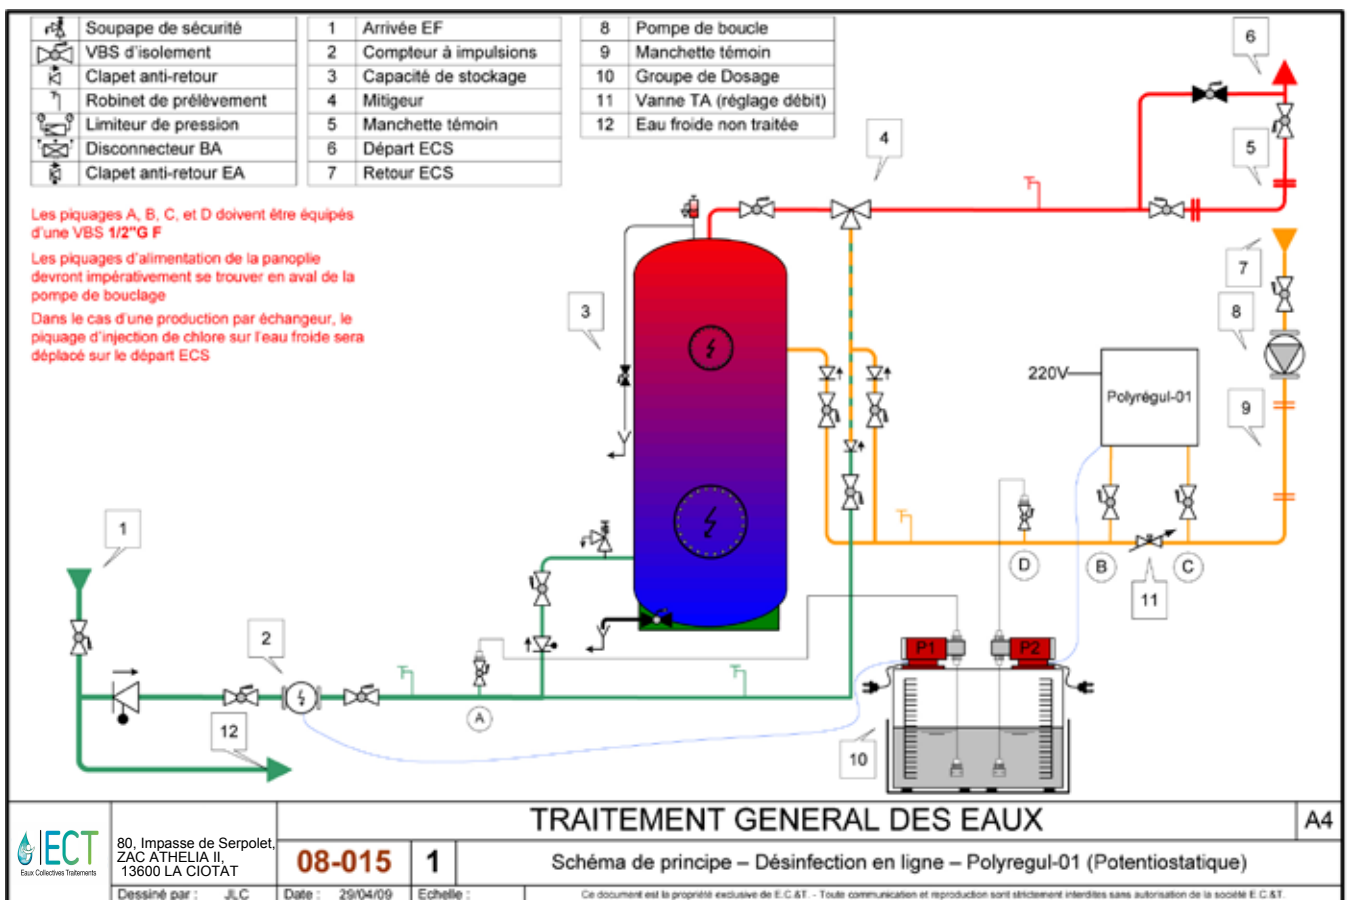 Soupape de sécurité
VBS d'isolement
Clapet anti-retour
Robinet de prélèvement
Limiteur de pression
Disconnecteur BA
Clapet anti-retour EA
1 Arrivée EF
2 Compteur à impulsions
3 Capacité de stockage
4 Mitigeur
5 Manchette témoin
6 Départ ECS
7 Retour ECS
8 Pompe de boucle
9 Manchette témoin
10 Groupe de Dosage
11 Vanne TA (réglage débit)
12 Eau froide non traitée
Les piquages A, B, C, et D doivent être équipés
d'une VBS 1/2"G F
Les piquages d'alimentation de la panoplie
devront impérativement se trouver en aval de la
pompe de bouclage
Dans le cas d'une production par échangeur, le
piquage d'injection de chlore sur l'eau froide sera
déplacé sur le départ ECS
6
4
5
7
3
8
220V
Polyrégul-01
9
1
D
B
C
11
2
P1
P2
A
12
10
TRAITEMENT GENERAL DES EAUX
A4
ECT
Eaux Collectives Traitements
80, Impasse de Serpolet,
ZAC ATHELIA II,
13600 LA CIOTAT
08-015
1
Schéma de principe – Désinfection en ligne – Polyregul-01 (Potentiostatique)
Dessiné par : JLC
Date : 29/04/09
Echelle :
Ce document est la propriété exclusive de E.C.&T. - Toute communication et reproduction sont strictement interdites sans autorisation de la société E.C.&T.